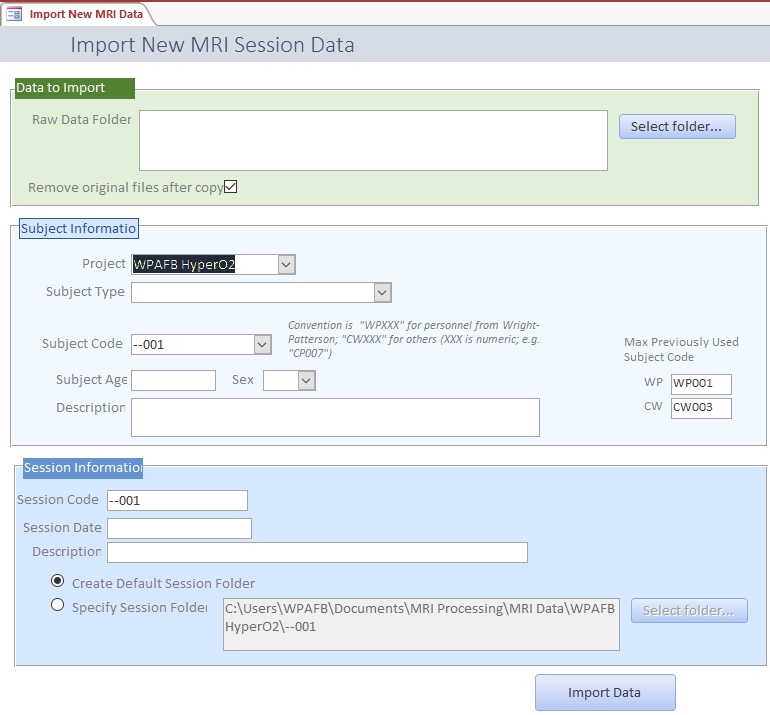 Import New MRI Data
Import New MRI Session Data
Data to Import
Raw Data Folder
Select folder...
Remove original files after copy
Subject Informatio
Project
WPAFB HyperO2
Subject Type
Subject Code
--001
Convention is "WPXXX" for personnel from Wright-
Patterson; "CWXXX" for others (XXX is numeric; e.g.
"CP007")
Max Previously Used
Subject Code
Subject Age
Sex
WP
WP001
CW
CW003
Description
Session Information
Session Code
--001
Session Date
Description
Create Default Session Folder
Specify Session Folder
C:\Users\WPAFB\Documents\MRI Processing\MRI Data\WPAFB
HyperO2\--001
Select folder...
Import Data